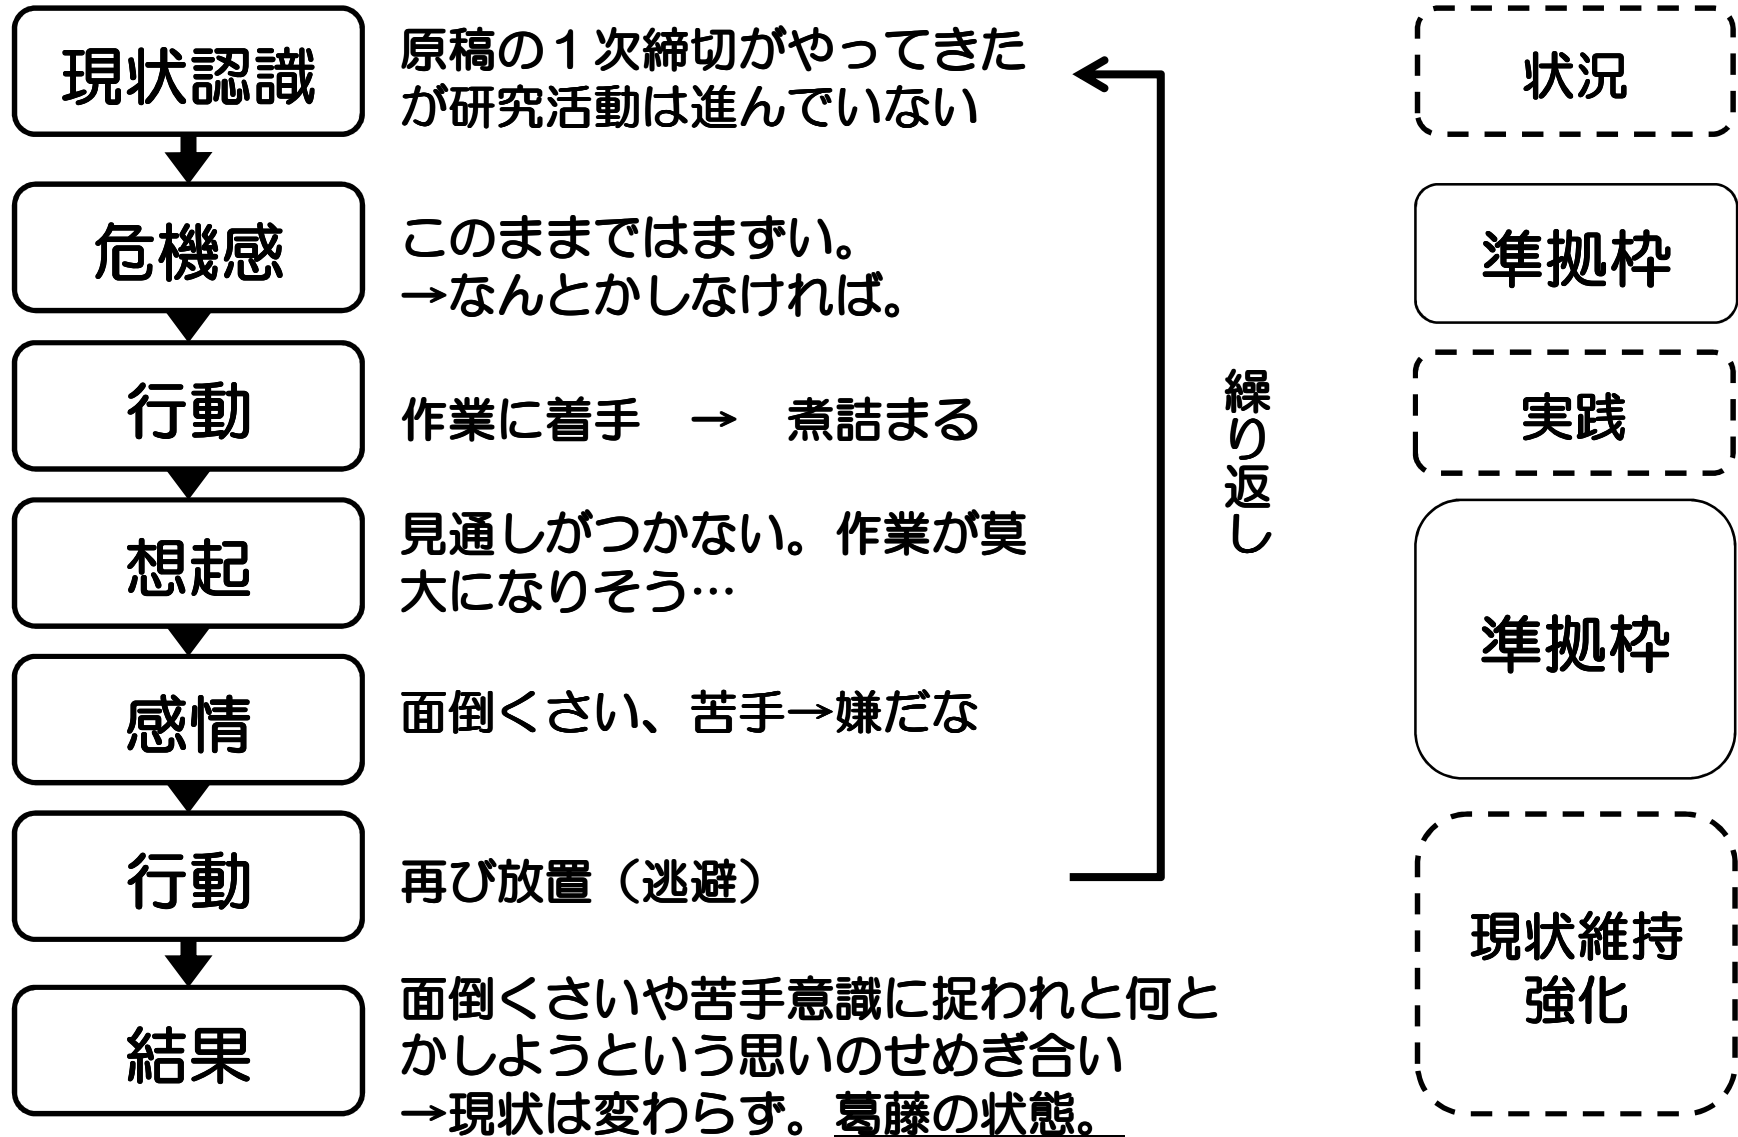 現状認識
原稿の１次締切がやってきた
が研究活動は進んでいない
状況
危機感
このままではまずい。
→なんとかしなければ。
準拠枠
行動
作業に着手　→　煮詰まる
繰り返し
実践
想起
見通しがつかない。作業が莫
大になりそう…
準拠枠
感情
面倒くさい、苦手→嫌だな
行動
再び放置（逃避）
現状維持
強化
結果
面倒くさいや苦手意識に捉われと何と
かしようという思いのせめぎ合い
→現状は変わらず。葛藤の状態。